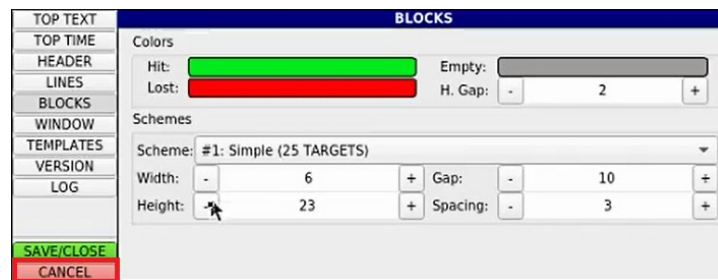 TOP TEXT
TOP TIME
HEADER
LINES
BLOCKS
WINDOW
TEMPLATES
VERSION
LOG
SAVE/CLOSE
CANCEL
BLOCKS
Colors
Hit: Empty:
Lost: H. Gap: - 2 +
Schemes
Scheme: #1: Simple (25 TARGETS)
Width: - 6 + Gap: - 10 +
Height: - 23 + Spacing: - 3 +